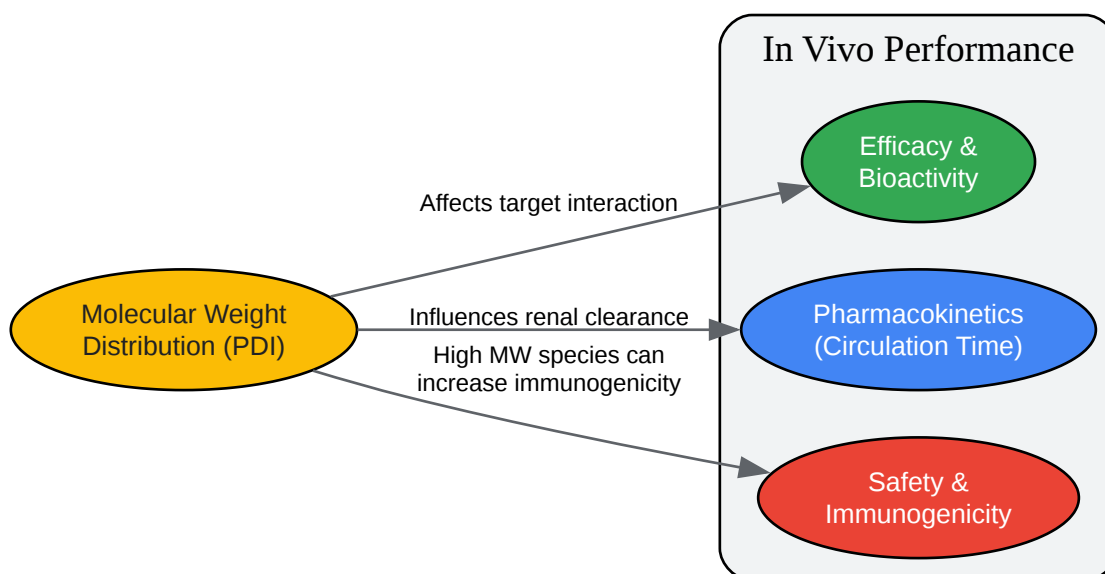 In Vivo Performance
Efficacy &
Bioactivity
Affects target interaction
Molecular Weight
Distribution (PDI)
Influences renal clearance
Pharmacokinetics
(Circulation Time)
High MW species can
increase immunogenicity
Safety &
Immunogenicity